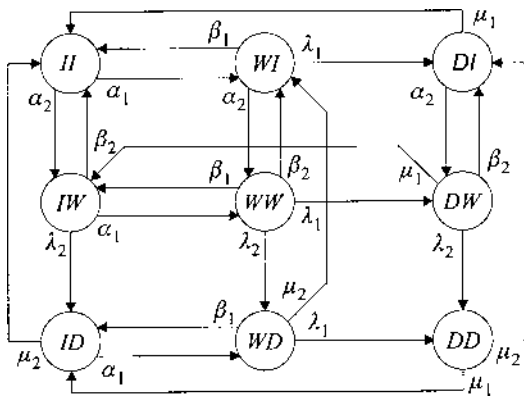 μ1
II β1 WI λ1 DI
α2 α1 α2 α2
β2 β1 β2 μ1 β2
IW WW DW
λ2 α1 λ2 λ1 λ2
β1 μ2
ID WD λ1 DD
μ2 α1 μ2
μ1